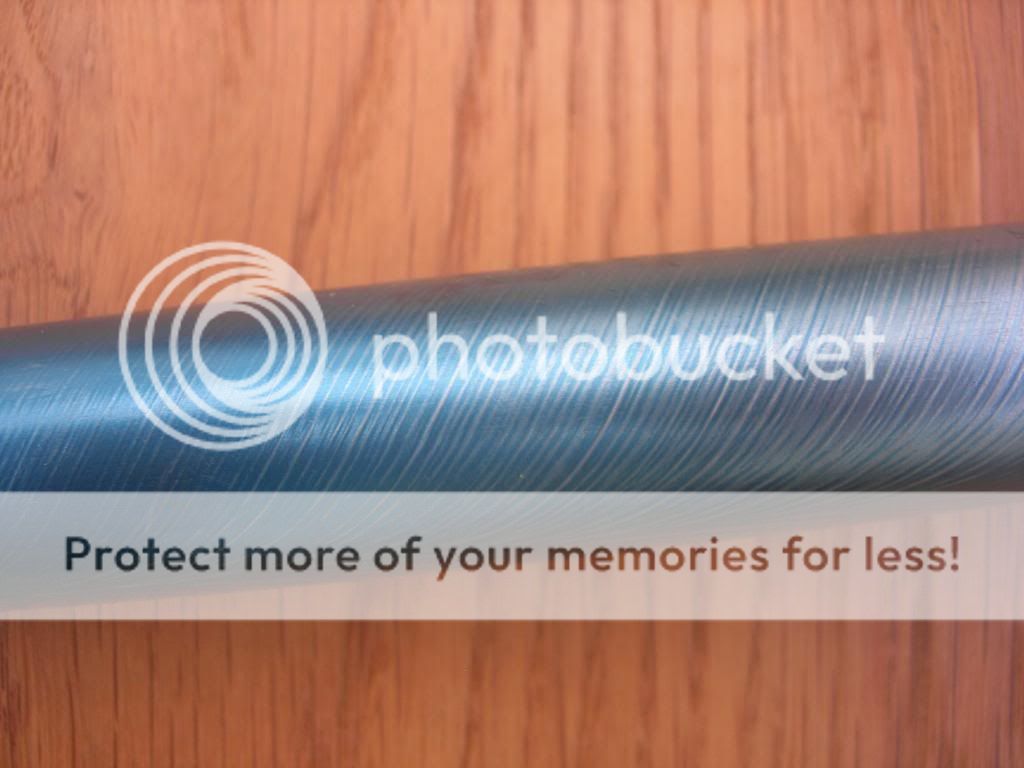 photobucket
Protect more of your memories for less!